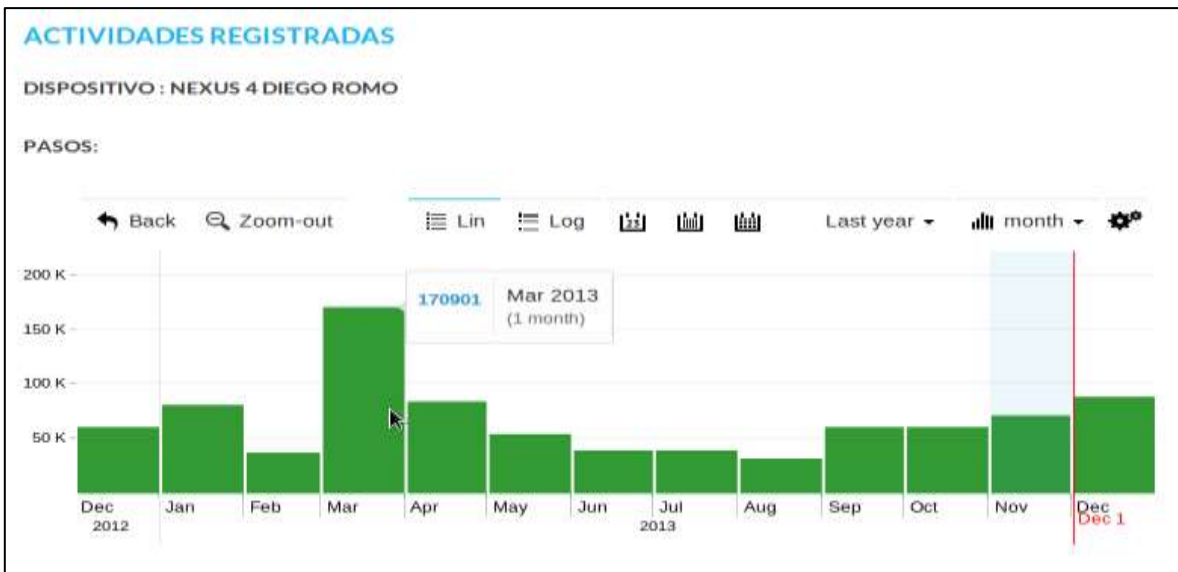 ACTIVIDADES REGISTRADAS
DISPOSITIVO : NEXUS 4 DIEGO ROMO
PASOS:
Back Zoom-out Lin Log 23 Last year month
200 K
170901 Mar 2013
(1 month)
150 K
100 K
50 K
Dec Jan Feb Mar Apr May Jun Jul Aug Sep Oct Nov Dec
2012 2013 Dec 1